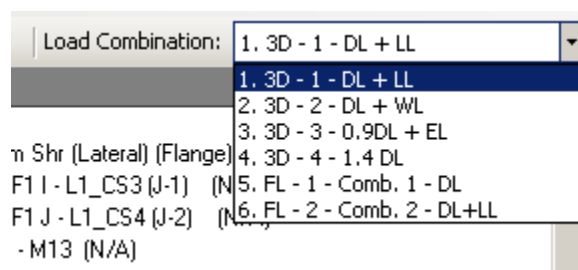 Load Combination: 1. 3D - 1 - DL + LL
1. 3D - 1 - DL + LL
2. 3D - 2 - DL + WL
3. 3D - 3 - 0.9DL + EL
4. 3D - 4 - 1.4 DL
5. FL - 1 - Comb. 1 - DL
6. FL - 2 - Comb. 2 - DL+LL
Shr (Lateral) (Flange)
F1 I - L1_CS3 (J-1)
F1 J - L1_CS4 (J-2) (N/A)
- M13 (N/A)